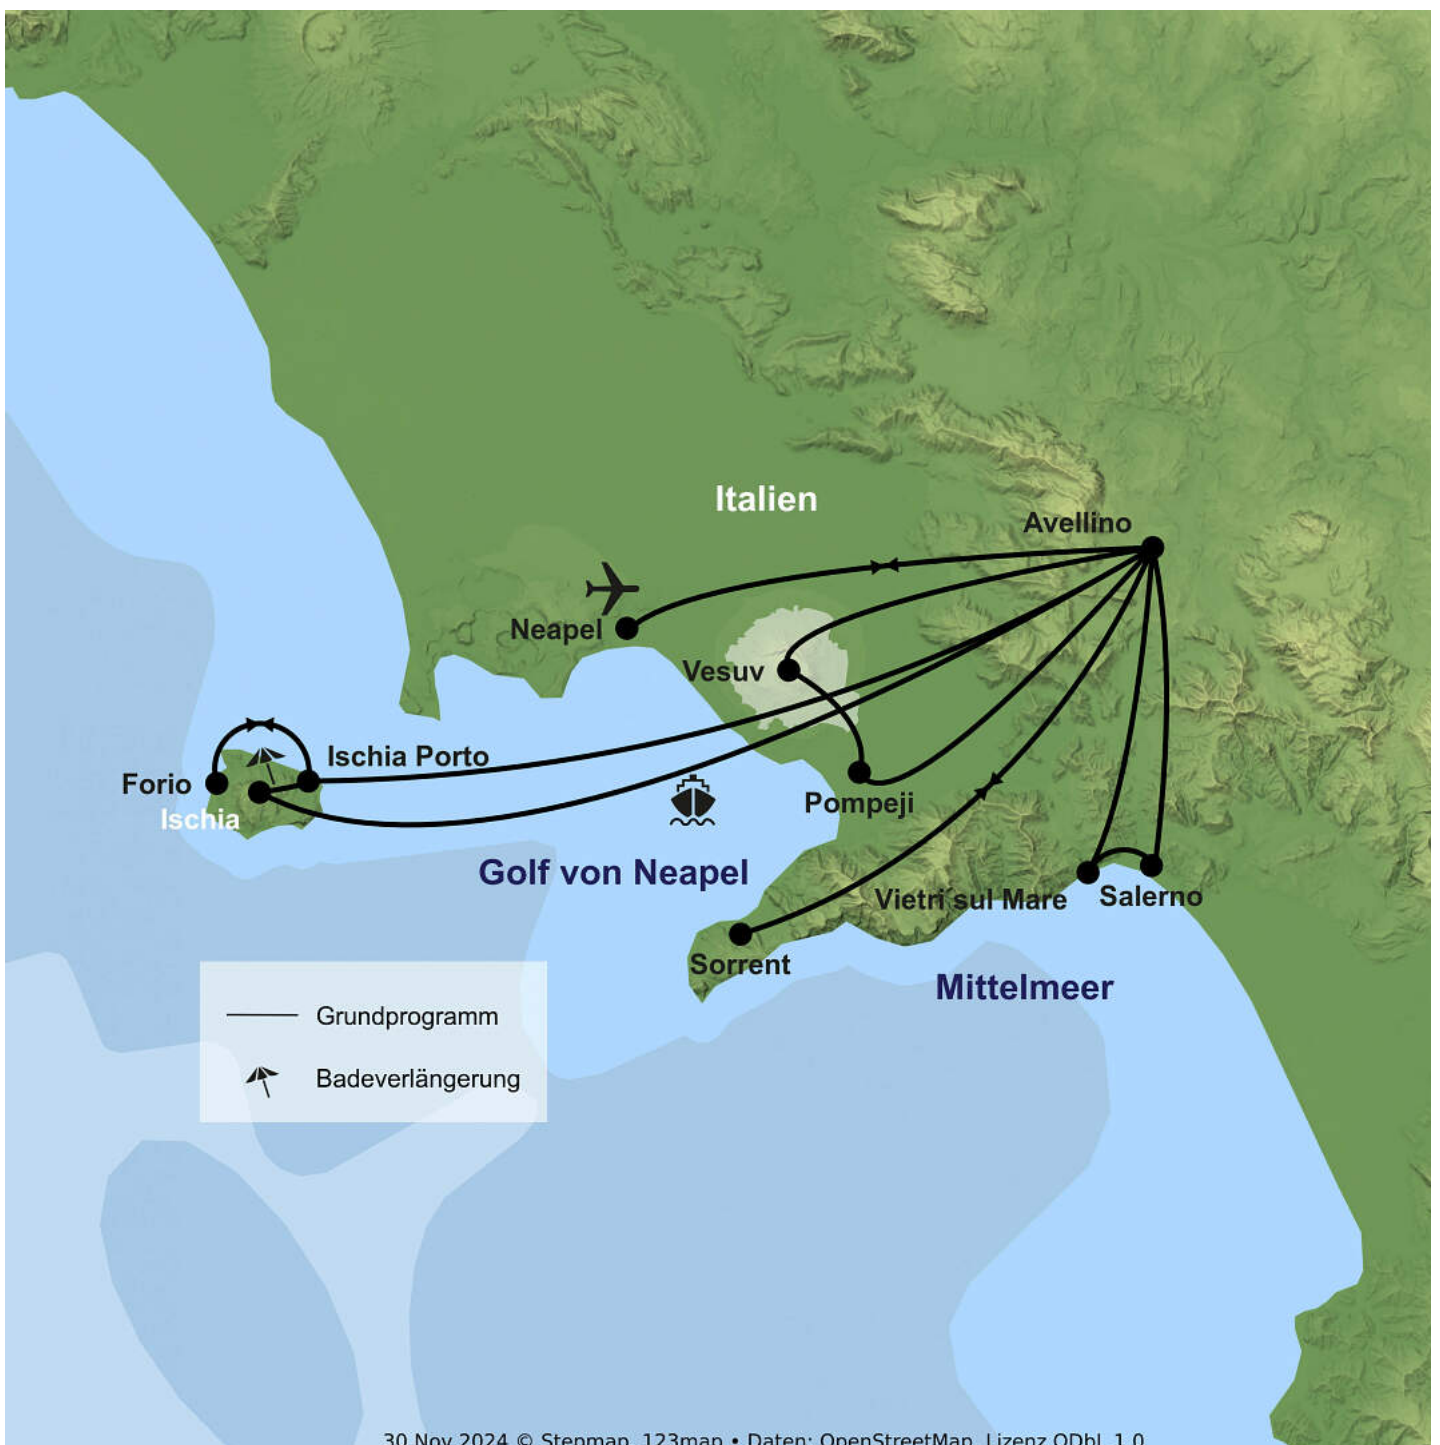 Italien
Avellino
Neapel
Vesuv
Ischia Porto
Forio
Ischia
Pompeji
Golf von Neapel
Vietri sul Mare
Salerno
Sorrent
Mittelmeer
Grundprogramm
Badeverlängerung
30 Nov 2024 © Stepmap, 123map • Daten: OpenStreetMap, Lizenz ODbL 1.0